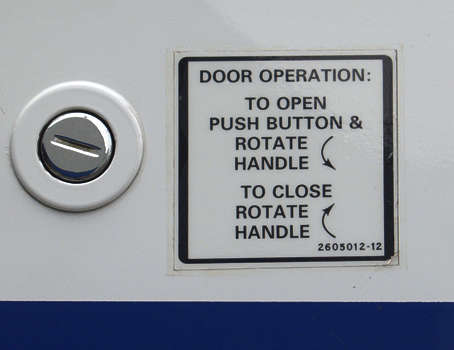 DOOR OPERATION:
TO OPEN
PUSH BUTTON &
ROTATE
HANDLE
TO CLOSE
ROTATE
HANDLE
2605012-12